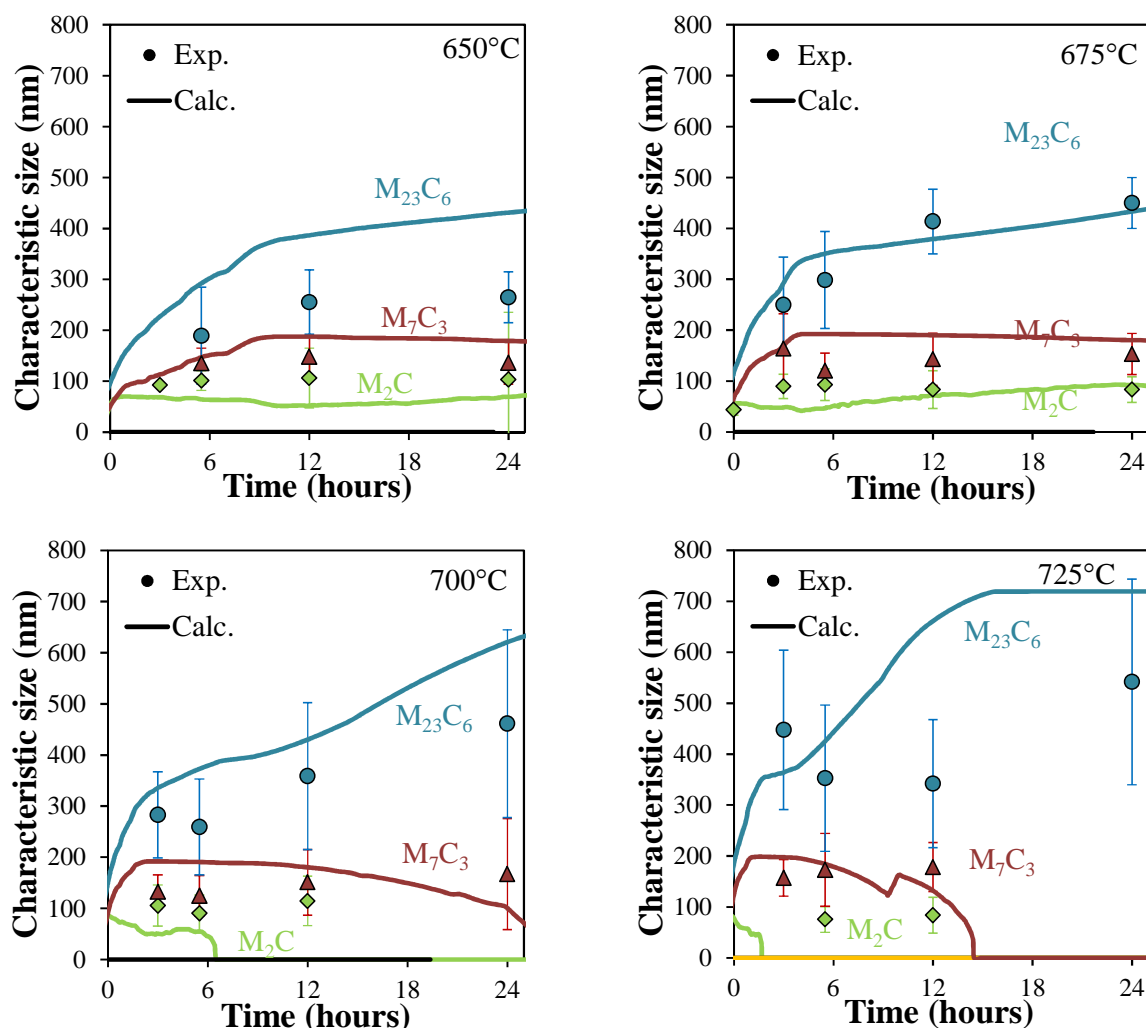 800
700
600
500
400
300
200
100
0
Characteristic size (nm)
Exp.
Calc.
650°C
M₂₃C₆
M₇C₃
M₂C
0 6 12 18 24
Time (hours)
800
700
600
500
400
300
200
100
0
Characteristic size (nm)
Exp.
Calc.
675°C
M₂₃C₆
M₇C₃
M₂C
0 6 12 18 24
Time (hours)
800
700
600
500
400
300
200
100
0
Characteristic size (nm)
Exp.
Calc.
700°C
M₂₃C₆
M₇C₃
M₂C
0 6 12 18 24
Time (hours)
800
700
600
500
400
300
200
100
0
Characteristic size (nm)
Exp.
Calc.
725°C
M₂₃C₆
M₇C₃
M₂C
0 6 12 18 24
Time (hours)